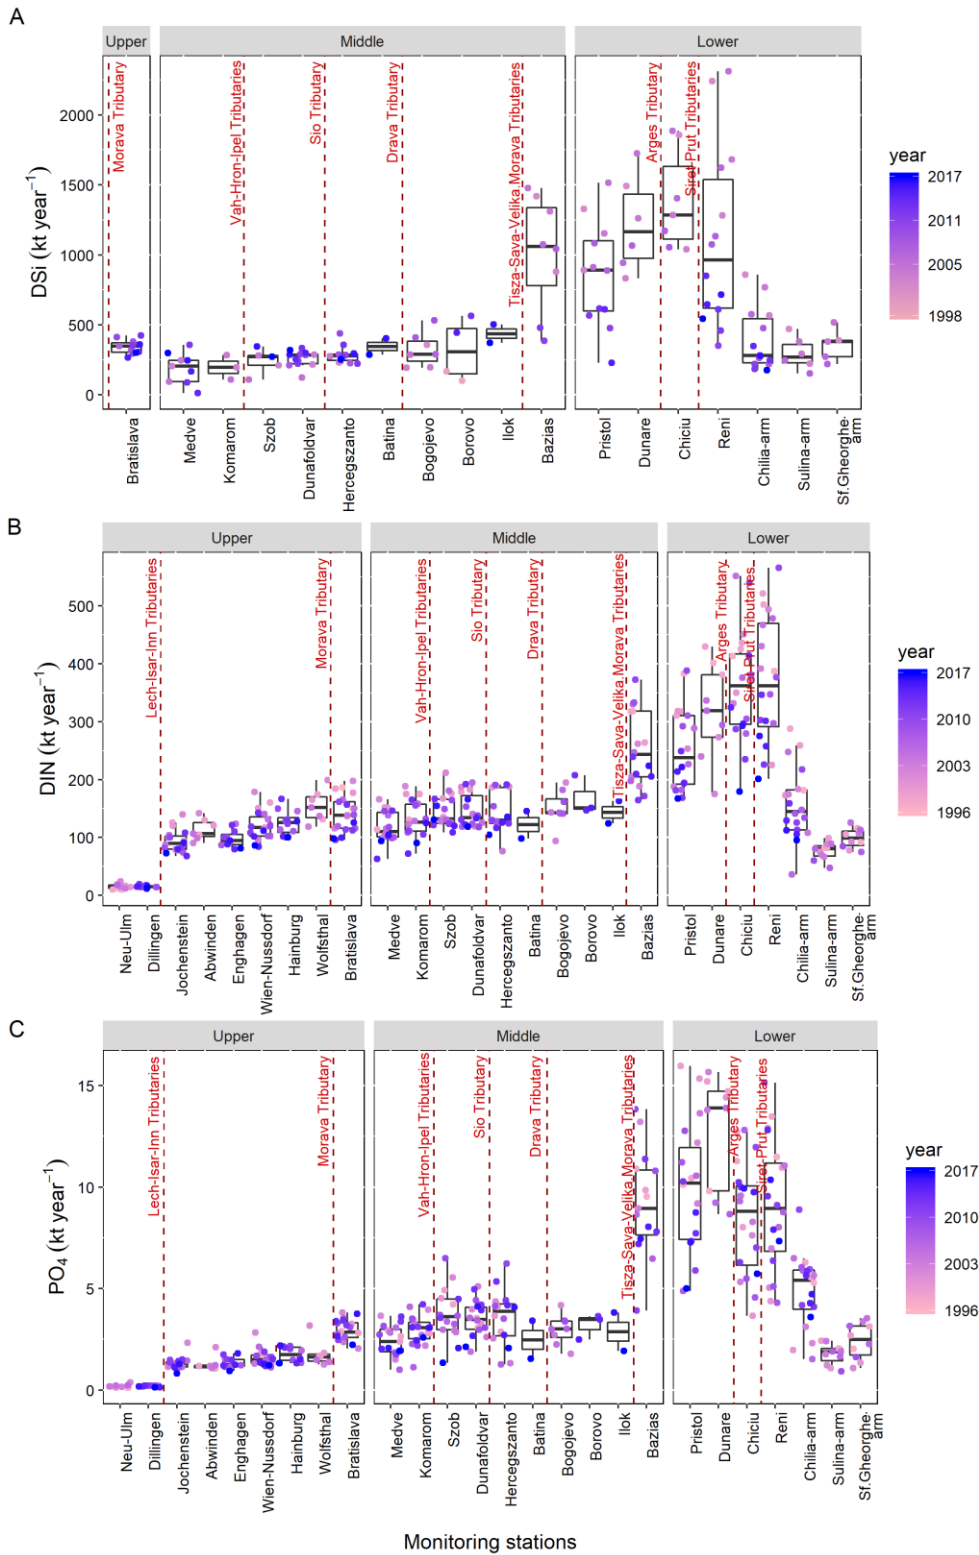 A
Upper
Middle
Lower
Morava Tributary
Vah-Hron-Ipel Tributaries
Sio Tributary
Drava Tributary
Tisza-Sava-Velika Morava Tributaries
Arges Tributary
Siret-Prut Tributaries
DSi (kt year⁻¹)
2000
1500
1000
500
0
Bratislava
Medve
Komarom
Szob
Dunafoldvar
Hercegszanto
Batina
Bogojevo
Borovo
Ilok
Bazias
Pristol
Dunare
Chiciu
Reni
Chilia-arm
Sulina-arm
Sf.Gheorghe-
arm
year
2017
2011
2005
1998
B
Upper
Middle
Lower
Lech-Isar-Inn Tributaries
Morava Tributary
Vah-Hron-Ipel Tributaries
Sio Tributary
Drava Tributary
Tisza-Sava-Velika Morava Tributaries
Arges Tributary
Siret-Prut Tributaries
DIN (kt year⁻¹)
500
400
300
200
100
0
Neu-Ulm
Dillingen
Jochenstein
Abwinden
Enghagen
Wien-Nussdorf
Hainburg
Wolfsthal
Bratislava
Medve
Komarom
Szob
Dunafoldvar
Hercegszanto
Batina
Bogojevo
Borovo
Ilok
Bazias
Pristol
Dunare
Chiciu
Reni
Chilia-arm
Sulina-arm
Sf.Gheorghe-
arm
year
2017
2010
2003
1996
C
Upper
Middle
Lower
Lech-Isar-Inn Tributaries
Morava Tributary
Vah-Hron-Ipel Tributaries
Sio Tributary
Drava Tributary
Tisza-Sava-Velika Morava Tributaries
Arges Tributary
Siret-Prut Tributaries
PO₄ (kt year⁻¹)
15
10
5
0
Neu-Ulm
Dillingen
Jochenstein
Abwinden
Enghagen
Wien-Nussdorf
Hainburg
Wolfsthal
Bratislava
Medve
Komarom
Szob
Dunafoldvar
Hercegszanto
Batina
Bogojevo
Borovo
Ilok
Bazias
Pristol
Dunare
Chiciu
Reni
Chilia-arm
Sulina-arm
Sf.Gheorghe-
arm
year
2017
2010
2003
1996
Monitoring stations